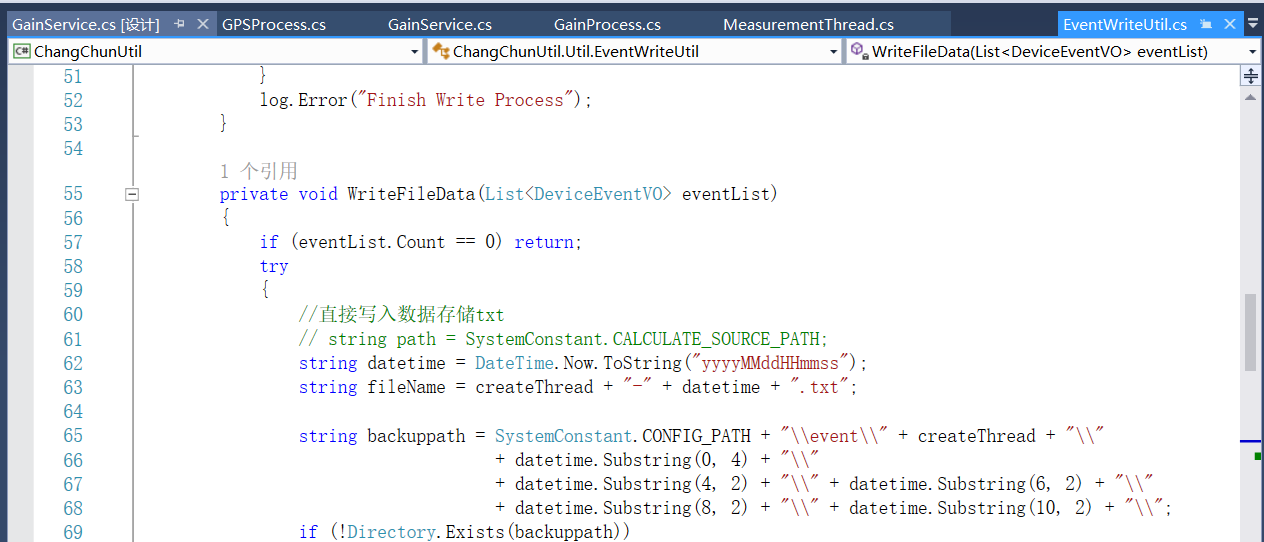 GainService.cs [设计] GPSProcess.cs GainService.cs GainProcess.cs MeasurementThread.cs EventWriteUtil.cs
C# ChangChunUtil ChangChunUtil.Util.EventWriteUtil WriteFileData(List<DeviceEventVO> eventList)
51 }
52 log.Error("Finish Write Process");
53 }
54
1 个引用
55 private void WriteFileData(List<DeviceEventVO> eventList)
56 {
57 if (eventList.Count == 0) return;
58 try
59 {
60 //直接写入数据存储txt
61 // string path = SystemConstant.CALCULATE_SOURCE_PATH;
62 string datetime = DateTime.Now.ToString("yyyyMMddHHmmss");
63 string fileName = createThread + "-" + datetime + ".txt";
64
65 string backuppath = SystemConstant.CONFIG_PATH + "\\event\\" + createThread + "\\"
66 + datetime.Substring(0, 4) + "\\"
67 + datetime.Substring(4, 2) + "\\" + datetime.Substring(6, 2) + "\\"
68 + datetime.Substring(8, 2) + "\\" + datetime.Substring(10, 2) + "\\";
69 if (!Directory.Exists(backuppath))